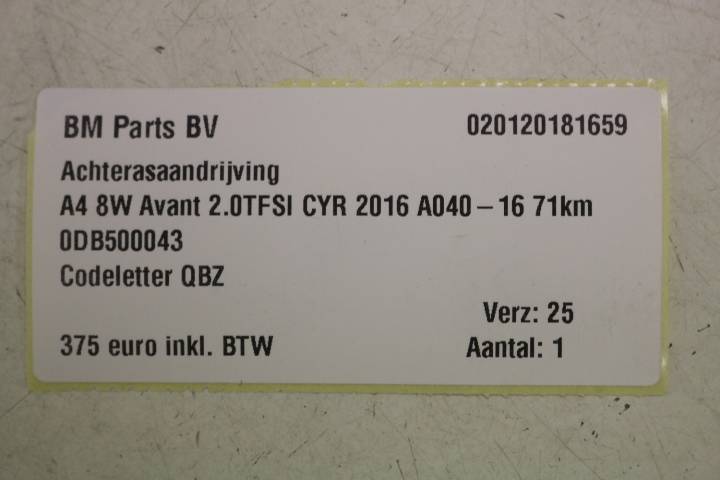 BM Parts BV 020120181659
Achterasaandrijving
A4 8W Avant 2.0TFSI CYR 2016 A040-16 71km
0DB500043
Codeletter QBZ
Verz: 25
375 euro inkl. BTW Aantal: 1